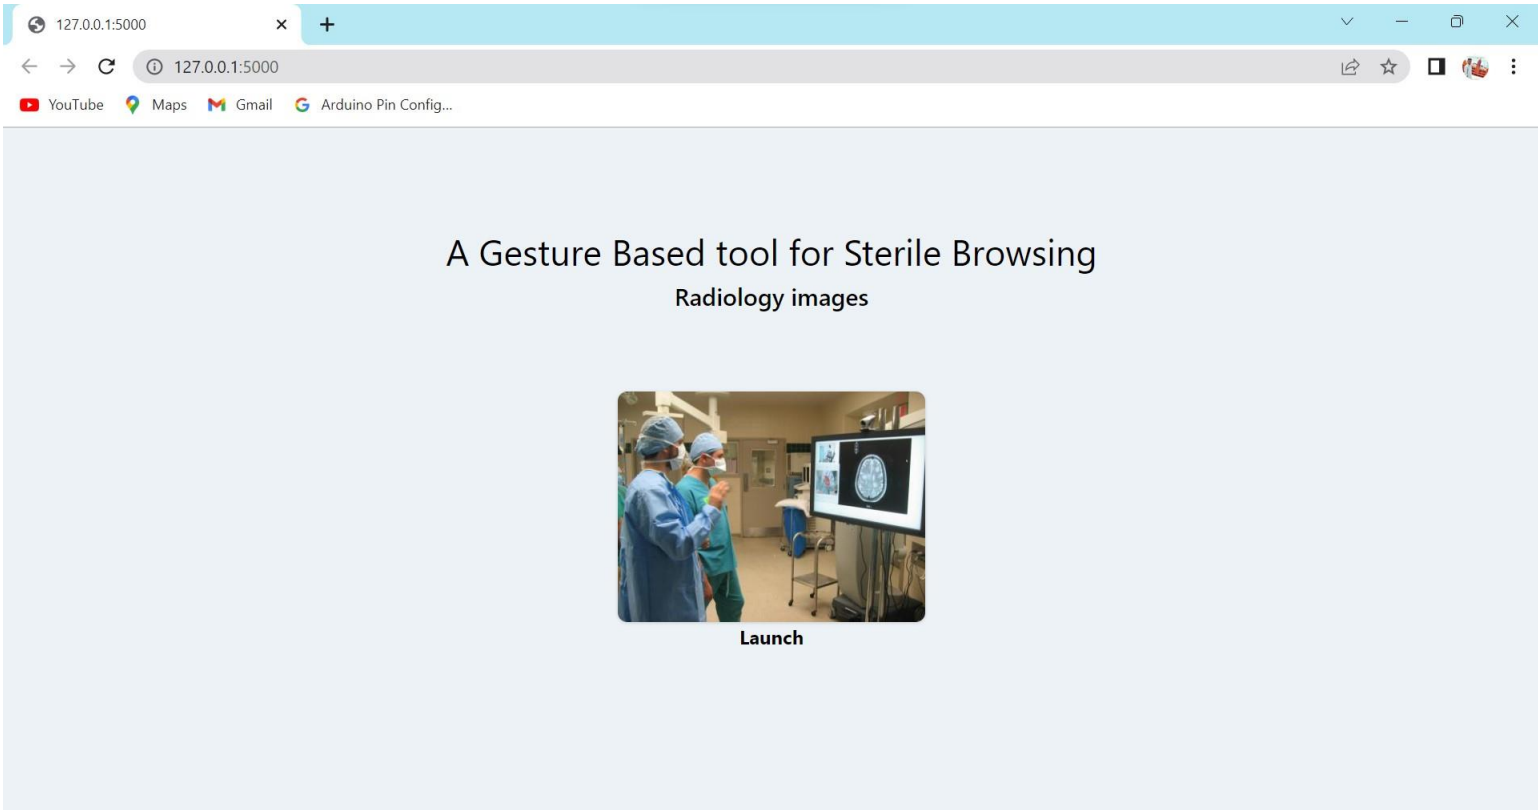 127.0.0.1:5000
127.0.0.1:5000
YouTube Maps Gmail Arduino Pin Config...
A Gesture Based tool for Sterile Browsing
Radiology images
Launch